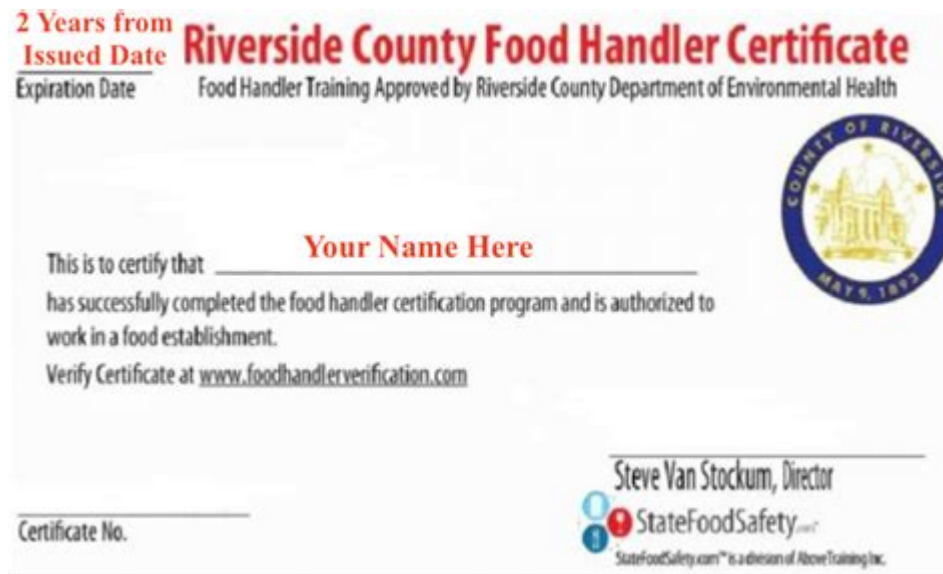 2 Years from
Issued Date
Riverside County Food Handler Certificate
Expiration Date
Food Handler Training Approved by Riverside County Department of Environmental Health
COUNTY OF RIVERSIDE
MAY 9, 1893
Your Name Here
This is to certify that
has successfully completed the food handler certification program and is authorized to
work in a food establishment.
Verify Certificate at www.foodhandlerverification.com
Steve Van Stockum, Director
StateFoodSafety.com
StateFoodSafety.com™ is a division of AboveTraining Inc.
Certificate No.